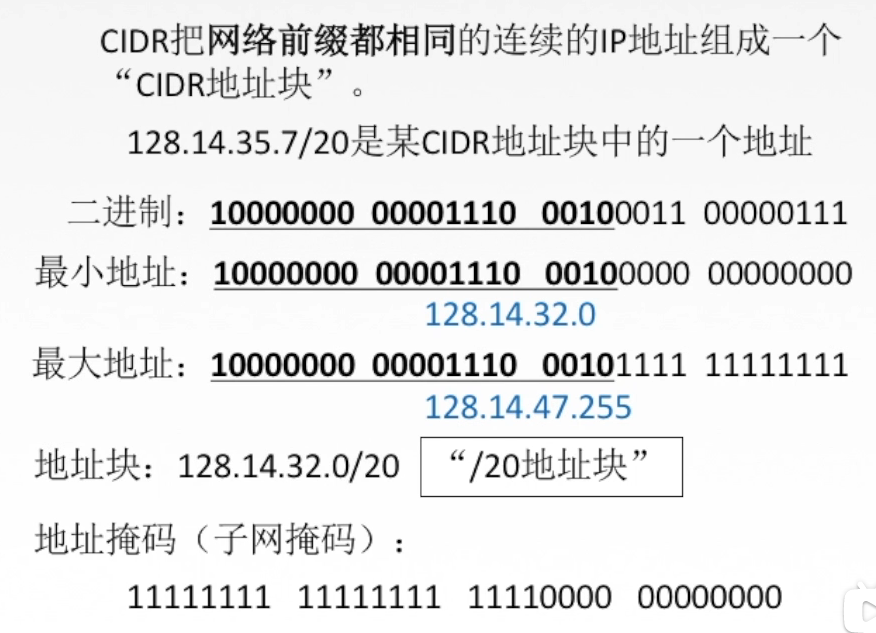 CIDR把网络前缀都相同的连续的IP地址组成一个
“CIDR地址块”。
128.14.35.7/20是某CIDR地址块中的一个地址
二进制：10000000 00001110 00100011 00000111
最小地址：10000000 00001110 00100000 00000000
128.14.32.0
最大地址：10000000 00001110 00101111 11111111
128.14.47.255
地址块：128.14.32.0/20 “/20地址块”
地址掩码（子网掩码）：
11111111 11111111 11110000 00000000